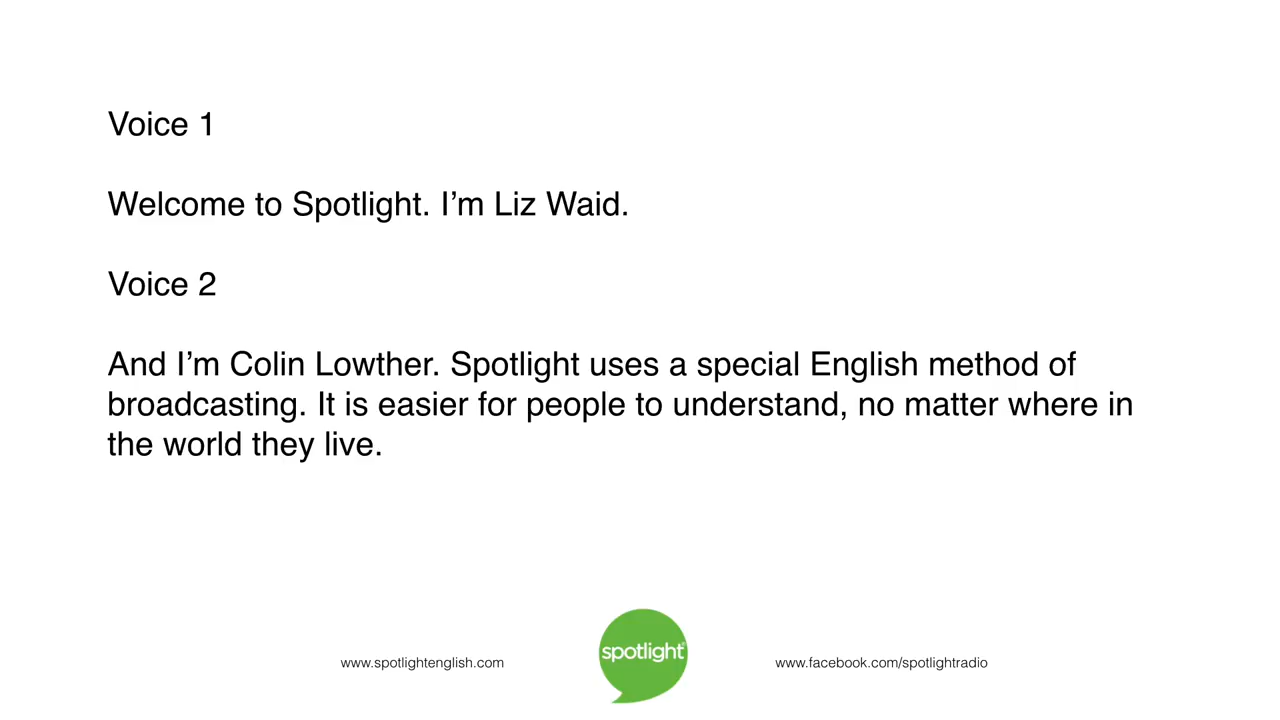 Voice 1
Welcome to Spotlight. I’m Liz Waid.
Voice 2
And I’m Colin Lowther. Spotlight uses a special English method of
broadcasting. It is easier for people to understand, no matter where in
the world they live.
www.spotlightenglish.com
spotlight
www.facebook.com/spotlightradio